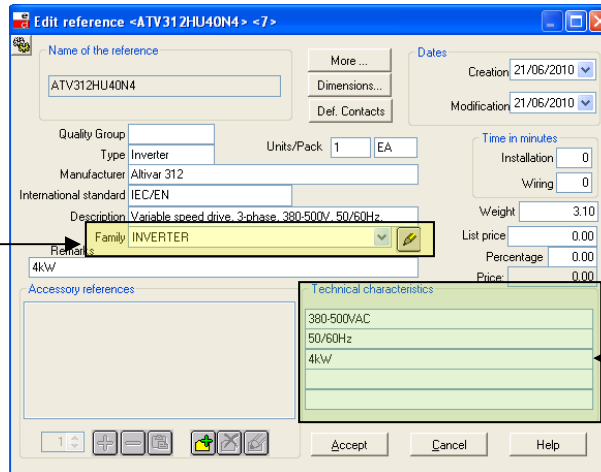 Edit reference <ATV312HU40N4> <7>
Name of the reference
ATV312HU40N4
More ...
Dimensions...
Def. Contacts
Dates
Creation 21/06/2010
Modification 21/06/2010
Quality Group
Units/Pack 1 EA
Type Inverter
Manufacturer Altivar 312
International standard IEC/EN
Description Variable speed drive, 3-phase, 380-500V, 50/60Hz,
Family INVERTER
Remarks
4kW
Time in minutes
Installation 0
Wiring 0
Weight 3.10
List price 0.00
Percentage 0.00
Price: 0.00
Accessory references
1
Technical characteristics
380-500VAC
50/60Hz
4kW
Accept
Cancel
Help